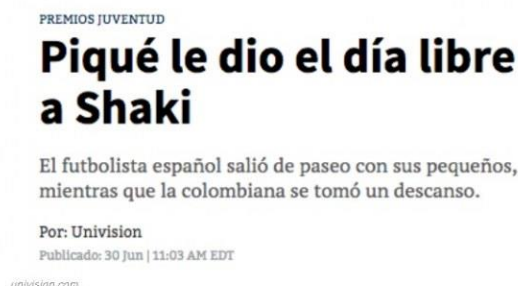 PREMIOS JUVENTUD
Piqué le dio el día libre
a Shaki
El futbolista español salió de paseo con sus pequeños,
mientras que la colombiana se tomó un descanso.
Por: Univision
Publicado: 30 Jun | 11:03 AM EDT
univision.com